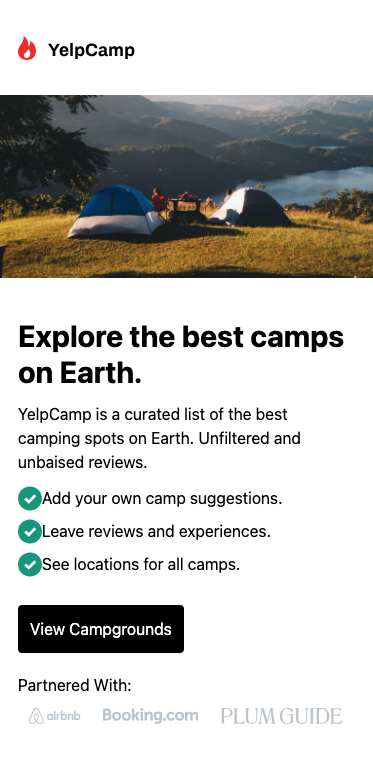 YelpCamp
Explore the best camps
on Earth.
YelpCamp is a curated list of the best
camping spots on Earth. Unfiltered and
unbaised reviews.
Add your own camp suggestions.
Leave reviews and experiences.
See locations for all camps.
View Campgrounds
Partnered With:
airbnb Booking.com PLUM GUIDE